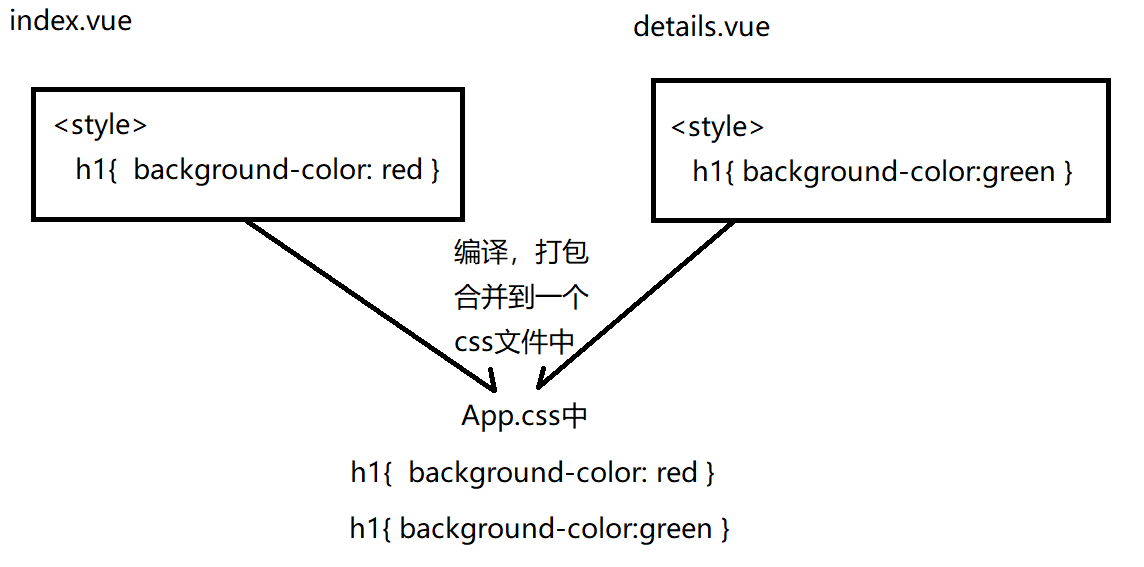 index.vue
details.vue
<style>
h1{  background-color: red }
<style>
h1{ background-color:green }
编译，打包
合并到一个
css文件中
App.css中
h1{  background-color: red }
h1{ background-color:green }